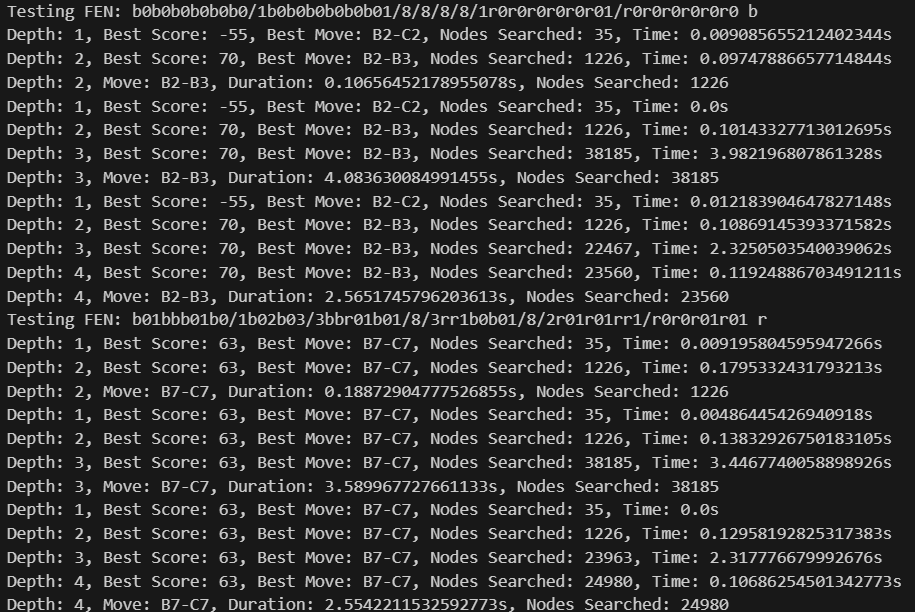 Testing FEN: b0b0b0b0b0b0/1b0b0b0b0b0b01/8/8/8/8/1r0r0r0r0r0r01/r0r0r0r0r0r0 b
Depth: 1, Best Score: -55, Best Move: B2-C2, Nodes Searched: 35, Time: 0.009085655212402344s
Depth: 2, Best Score: 70, Best Move: B2-B3, Nodes Searched: 1226, Time: 0.09747886657714844s
Depth: 2, Move: B2-B3, Duration: 0.10656452178955078s, Nodes Searched: 1226
Depth: 1, Best Score: -55, Best Move: B2-C2, Nodes Searched: 35, Time: 0.0s
Depth: 2, Best Score: 70, Best Move: B2-B3, Nodes Searched: 1226, Time: 0.10143327713012695s
Depth: 3, Best Score: 70, Best Move: B2-B3, Nodes Searched: 38185, Time: 3.982196807861328s
Depth: 3, Move: B2-B3, Duration: 4.083630084991455s, Nodes Searched: 38185
Depth: 1, Best Score: -55, Best Move: B2-C2, Nodes Searched: 35, Time: 0.012183904647827148s
Depth: 2, Best Score: 70, Best Move: B2-B3, Nodes Searched: 1226, Time: 0.10869145393371582s
Depth: 3, Best Score: 70, Best Move: B2-B3, Nodes Searched: 22467, Time: 2.3250503540039062s
Depth: 4, Best Score: 70, Best Move: B2-B3, Nodes Searched: 23560, Time: 0.11924886703491211s
Depth: 4, Move: B2-B3, Duration: 2.5651745796203613s, Nodes Searched: 23560
Testing FEN: b01bbb01b0/1b02b03/3bbr01b01/8/3rr1b0b01/8/2r01r01rr1/r0r0r01r01 r
Depth: 1, Best Score: 63, Best Move: B7-C7, Nodes Searched: 35, Time: 0.009195804595947266s
Depth: 2, Best Score: 63, Best Move: B7-C7, Nodes Searched: 1226, Time: 0.1795332431793213s
Depth: 2, Move: B7-C7, Duration: 0.18872904777526855s, Nodes Searched: 1226
Depth: 1, Best Score: 63, Best Move: B7-C7, Nodes Searched: 35, Time: 0.00486445426940918s
Depth: 2, Best Score: 63, Best Move: B7-C7, Nodes Searched: 1226, Time: 0.13832926750183105s
Depth: 3, Best Score: 63, Best Move: B7-C7, Nodes Searched: 38185, Time: 3.4467740058898926s
Depth: 3, Move: B7-C7, Duration: 3.589967727661133s, Nodes Searched: 38185
Depth: 1, Best Score: 63, Best Move: B7-C7, Nodes Searched: 35, Time: 0.0s
Depth: 2, Best Score: 63, Best Move: B7-C7, Nodes Searched: 1226, Time: 0.12958192825317383s
Depth: 3, Best Score: 63, Best Move: B7-C7, Nodes Searched: 23963, Time: 2.317776679992676s
Depth: 4, Best Score: 63, Best Move: B7-C7, Nodes Searched: 24980, Time: 0.10686254501342773s
Depth: 4, Move: B7-C7, Duration: 2.5542211532592773s, Nodes Searched: 24980